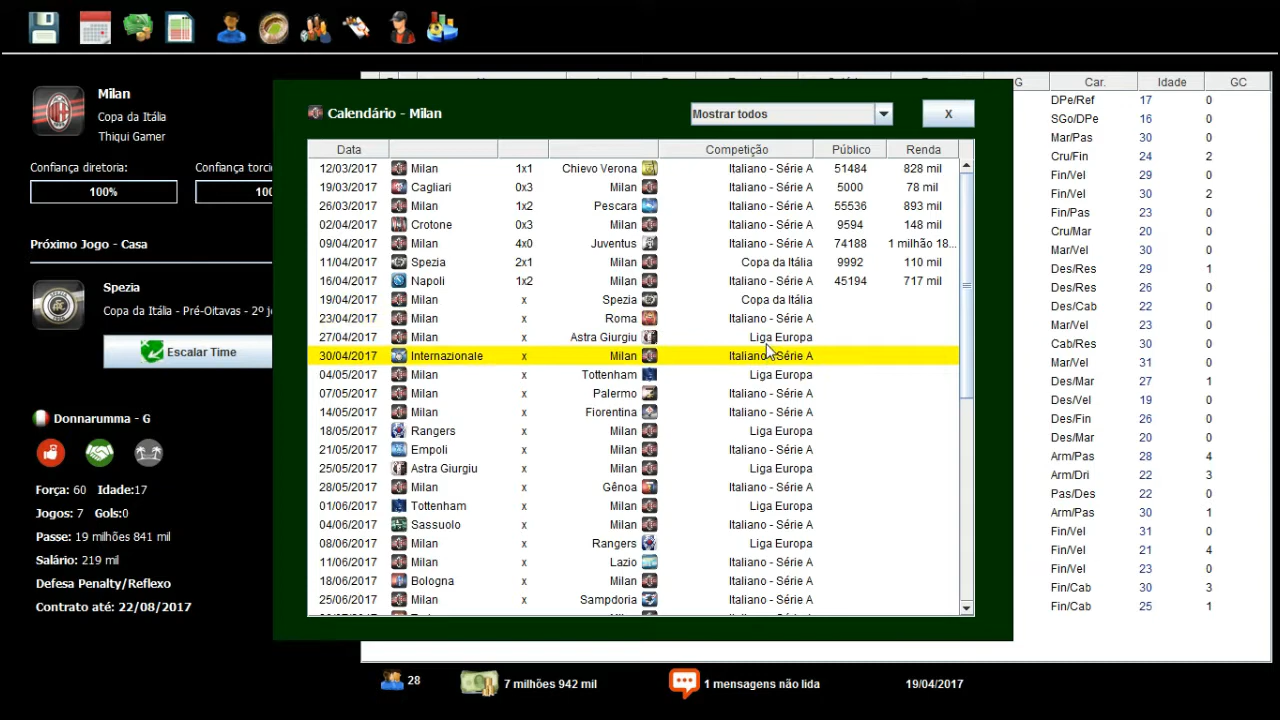 Milan
Copa da Itália
Thiqui Gamer
Confiança diretoria: Confiança torcid
100% 100
Próximo Jogo - Casa
Spezia
Copa da Itália - Pré-Oitavas - 2º jo
Escalar Time
Donnarumma - G
Força: 60 Idade:17
Jogos: 7 Gols:0
Passe: 19 milhões 841 mil
Salário: 219 mil
Defesa Penalty/Reflexo
Contrato até: 22/08/2017
Calendário - Milan Mostrar todos X
Data Competição Público Renda
12/03/2017 Milan 1x1 Chievo Verona Italiano - Série A 51484 828 mil
19/03/2017 Cagliari 0x3 Milan Italiano - Série A 5000 78 mil
26/03/2017 Milan 1x2 Pescara Italiano - Série A 55536 893 mil
02/04/2017 Crotone 0x3 Milan Italiano - Série A 9594 148 mil
09/04/2017 Milan 4x0 Juventus Italiano - Série A 74188 1 milhão 18...
11/04/2017 Spezia 2x1 Milan Copa da Itália 9992 110 mil
16/04/2017 Napoli 1x2 Milan Italiano - Série A 45194 717 mil
19/04/2017 Milan x Spezia Copa da Itália
23/04/2017 Milan x Roma Italiano - Série A
27/04/2017 Milan x Astra Giurgiu Liga Europa
30/04/2017 Internazionale x Milan Italiano - Série A
04/05/2017 Milan x Tottenham Liga Europa
07/05/2017 Milan x Palermo Italiano - Série A
14/05/2017 Milan x Fiorentina Italiano - Série A
18/05/2017 Rangers x Milan Liga Europa
21/05/2017 Empoli x Milan Italiano - Série A
25/05/2017 Astra Giurgiu x Milan Liga Europa
28/05/2017 Milan x Gênoa Italiano - Série A
01/06/2017 Tottenham x Milan Liga Europa
04/06/2017 Sassuolo x Milan Italiano - Série A
08/06/2017 Milan x Rangers Liga Europa
11/06/2017 Milan x Lazio Italiano - Série A
18/06/2017 Bologna x Milan Italiano - Série A
25/06/2017 Milan x Sampdoria Italiano - Série A
G Car. Idade GC
DPe/Ref 17 0
SGo/DPe 16 0
Mar/Pas 30 0
Cru/Fin 24 2
Fin/Vel 29 0
Fin/Vel 30 2
Fin/Pas 23 0
Cru/Mar 20 0
Mar/Vel 30 0
Des/Res 29 1
Des/Res 26 0
Des/Cab 22 0
Mar/Vel 23 0
Cab/Res 30 0
Mar/Vel 31 0
Des/Mar 27 1
Des/Vel 19 0
Des/Fin 26 0
Des/Mar 20 0
Arm/Pas 28 4
Arm/Dri 22 3
Pas/Des 22 0
Arm/Pas 30 1
Fin/Vel 31 0
Fin/Vel 21 4
Fin/Vel 23 0
Fin/Cab 30 3
Fin/Cab 25 1
28 7 milhões 942 mil 1 mensagens não lida 19/04/2017